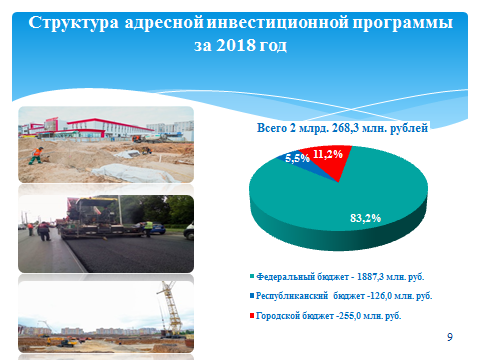 Структура адресной инвестиционной программы
за 2018 год
Всего 2 млрд. 268,3 млн. рублей
5,5%
11,2%
83,2%
Федеральный бюджет - 1887,3 млн. руб.
Республиканский бюджет -126,0 млн.руб.
Городской бюджет -255,0 млн.руб.
9